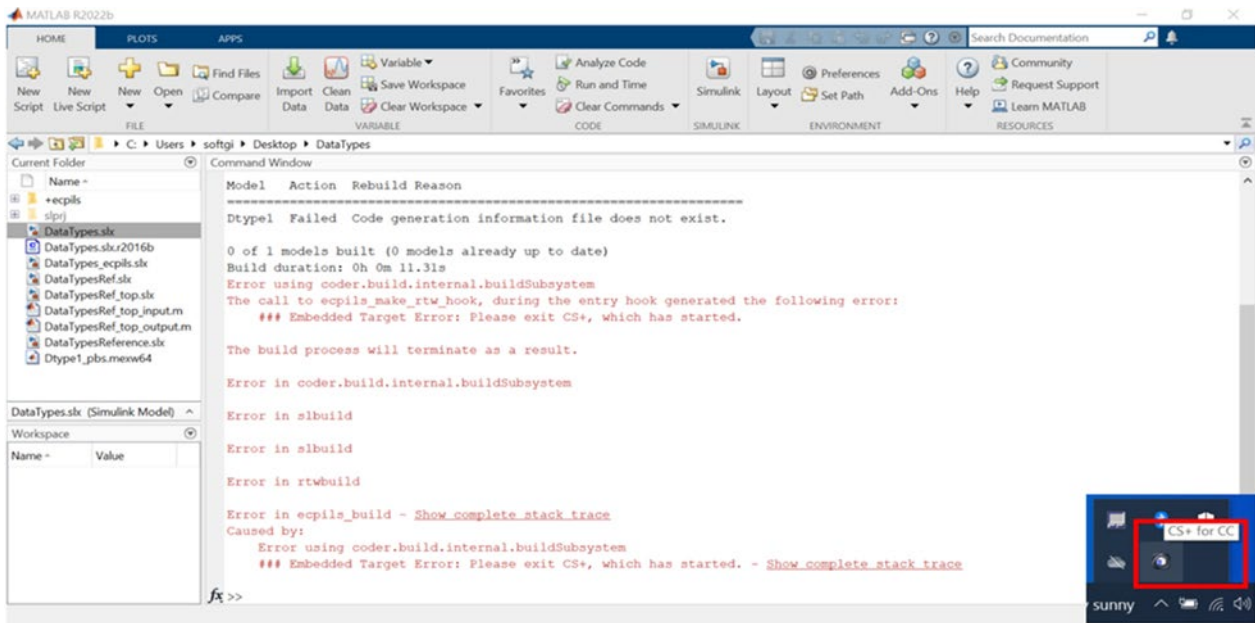 MATLAB R2022b
HOME PLOTS APPS
Search Documentation
New Script
New Live Script
New
Open
Find Files
Compare
Import Data
Clean Data
Variable
Save Workspace
Clear Workspace
Favorites
Analyze Code
Run and Time
Clear Commands
Simulink
Layout
Preferences
Set Path
Add-Ons
Help
Community
Request Support
Learn MATLAB
FILE VARIABLE CODE SIMULINK ENVIRONMENT RESOURCES
C: Users softgi Desktop DataTypes
Current Folder
Name
+ecpils
slprj
DataTypes.slx
DataTypes.slx.r2016b
DataTypes_ecpils.slx
DataTypesRef.slx
DataTypesRef_top.slx
DataTypesRef_top_input.m
DataTypesRef_top_output.m
DataTypesReference.slx
Dtype1_pbs.mexw64
DataTypes.slx (Simulink Model)
Workspace
Name Value
Command Window
Model Action Rebuild Reason
======================================================================
Dtype1 Failed Code generation information file does not exist.
0 of 1 models built (0 models already up to date)
Build duration: 0h 0m 11.31s
Error using coder.build.internal.buildSubsystem
The call to ecpils_make_rtw_hook, during the entry hook generated the following error:
### Embedded Target Error: Please exit CS+, which has started.
The build process will terminate as a result.
Error in coder.build.internal.buildSubsystem
Error in slbuild
Error in slbuild
Error in rtwbuild
Error in ecpils_build - Show complete stack trace
Caused by:
Error using coder.build.internal.buildSubsystem
### Embedded Target Error: Please exit CS+, which has started. - Show complete stack trace
fx >>
CS+ for CC
sunny